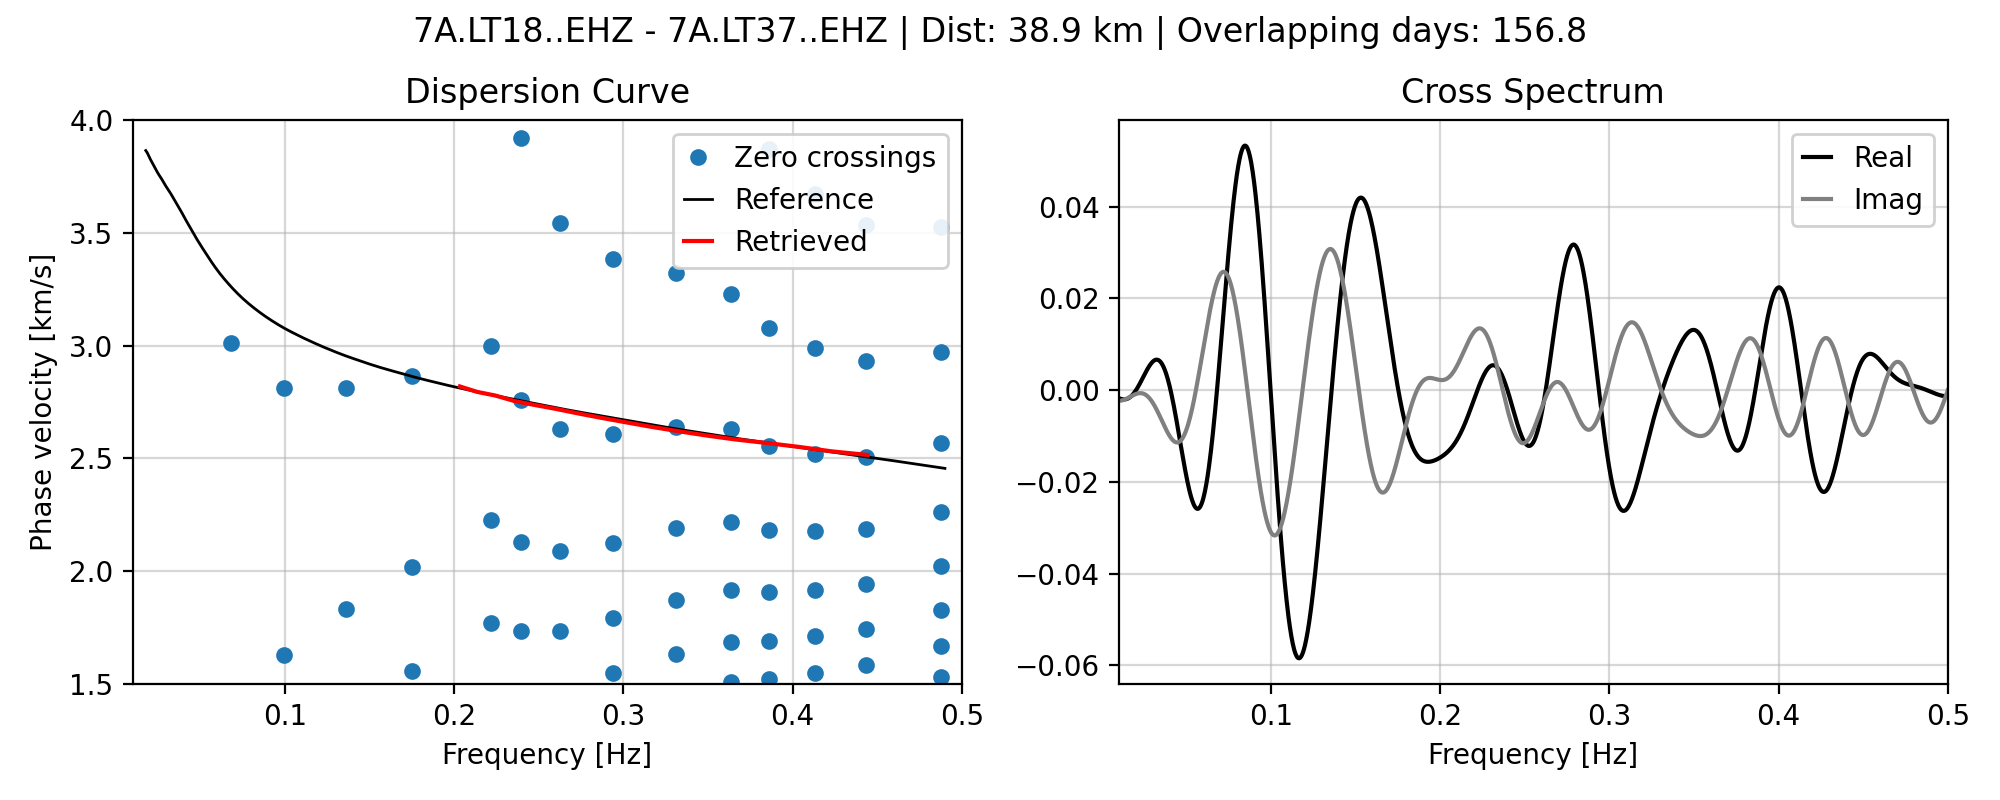 7A.LT18..EHZ - 7A.LT37..EHZ | Dist: 38.9 km | Overlapping days: 156.8
Dispersion Curve
4.0
3.5
3.0
2.5
2.0
1.5
Phase velocity [km/s]
0.1
0.2
0.3
0.4
0.5
Frequency [Hz]
Zero crossings
Reference
Retrieved
Cross Spectrum
0.04
0.02
0.00
−0.02
−0.04
−0.06
0.1
0.2
0.3
0.4
0.5
Frequency [Hz]
Real
Imag